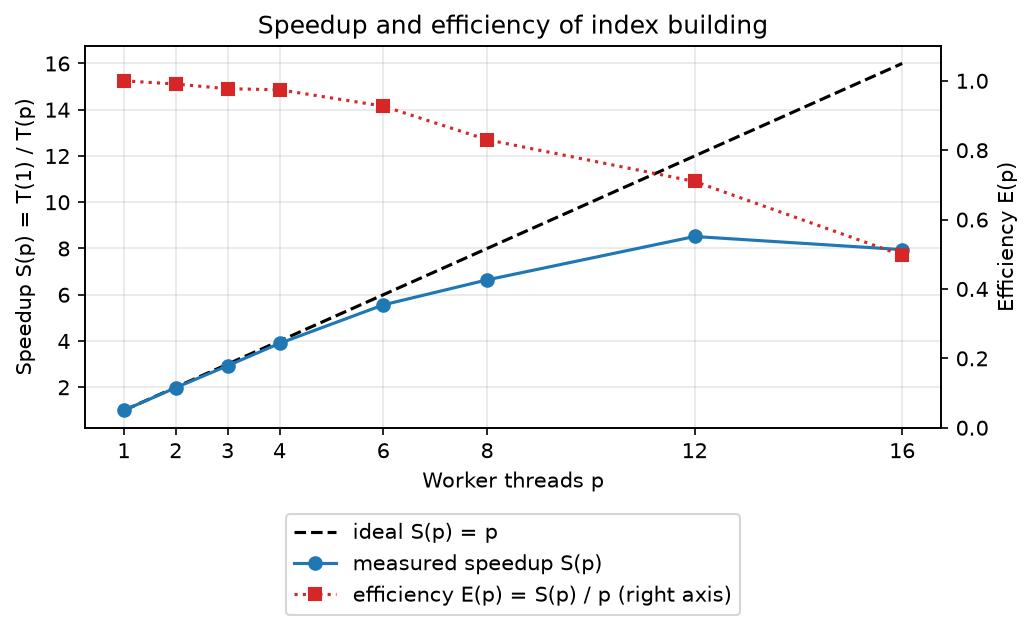 Speedup and efficiency of index building
Speedup S(p) = T(1) / T(p)
16
14
12
10
8
6
4
2
1.0
0.8
0.6
0.4
0.2
0.0
Efficiency E(p)
1 2 3 4 6 8 12 16
Worker threads p
ideal S(p) = p
measured speedup S(p)
efficiency E(p) = S(p) / p (right axis)